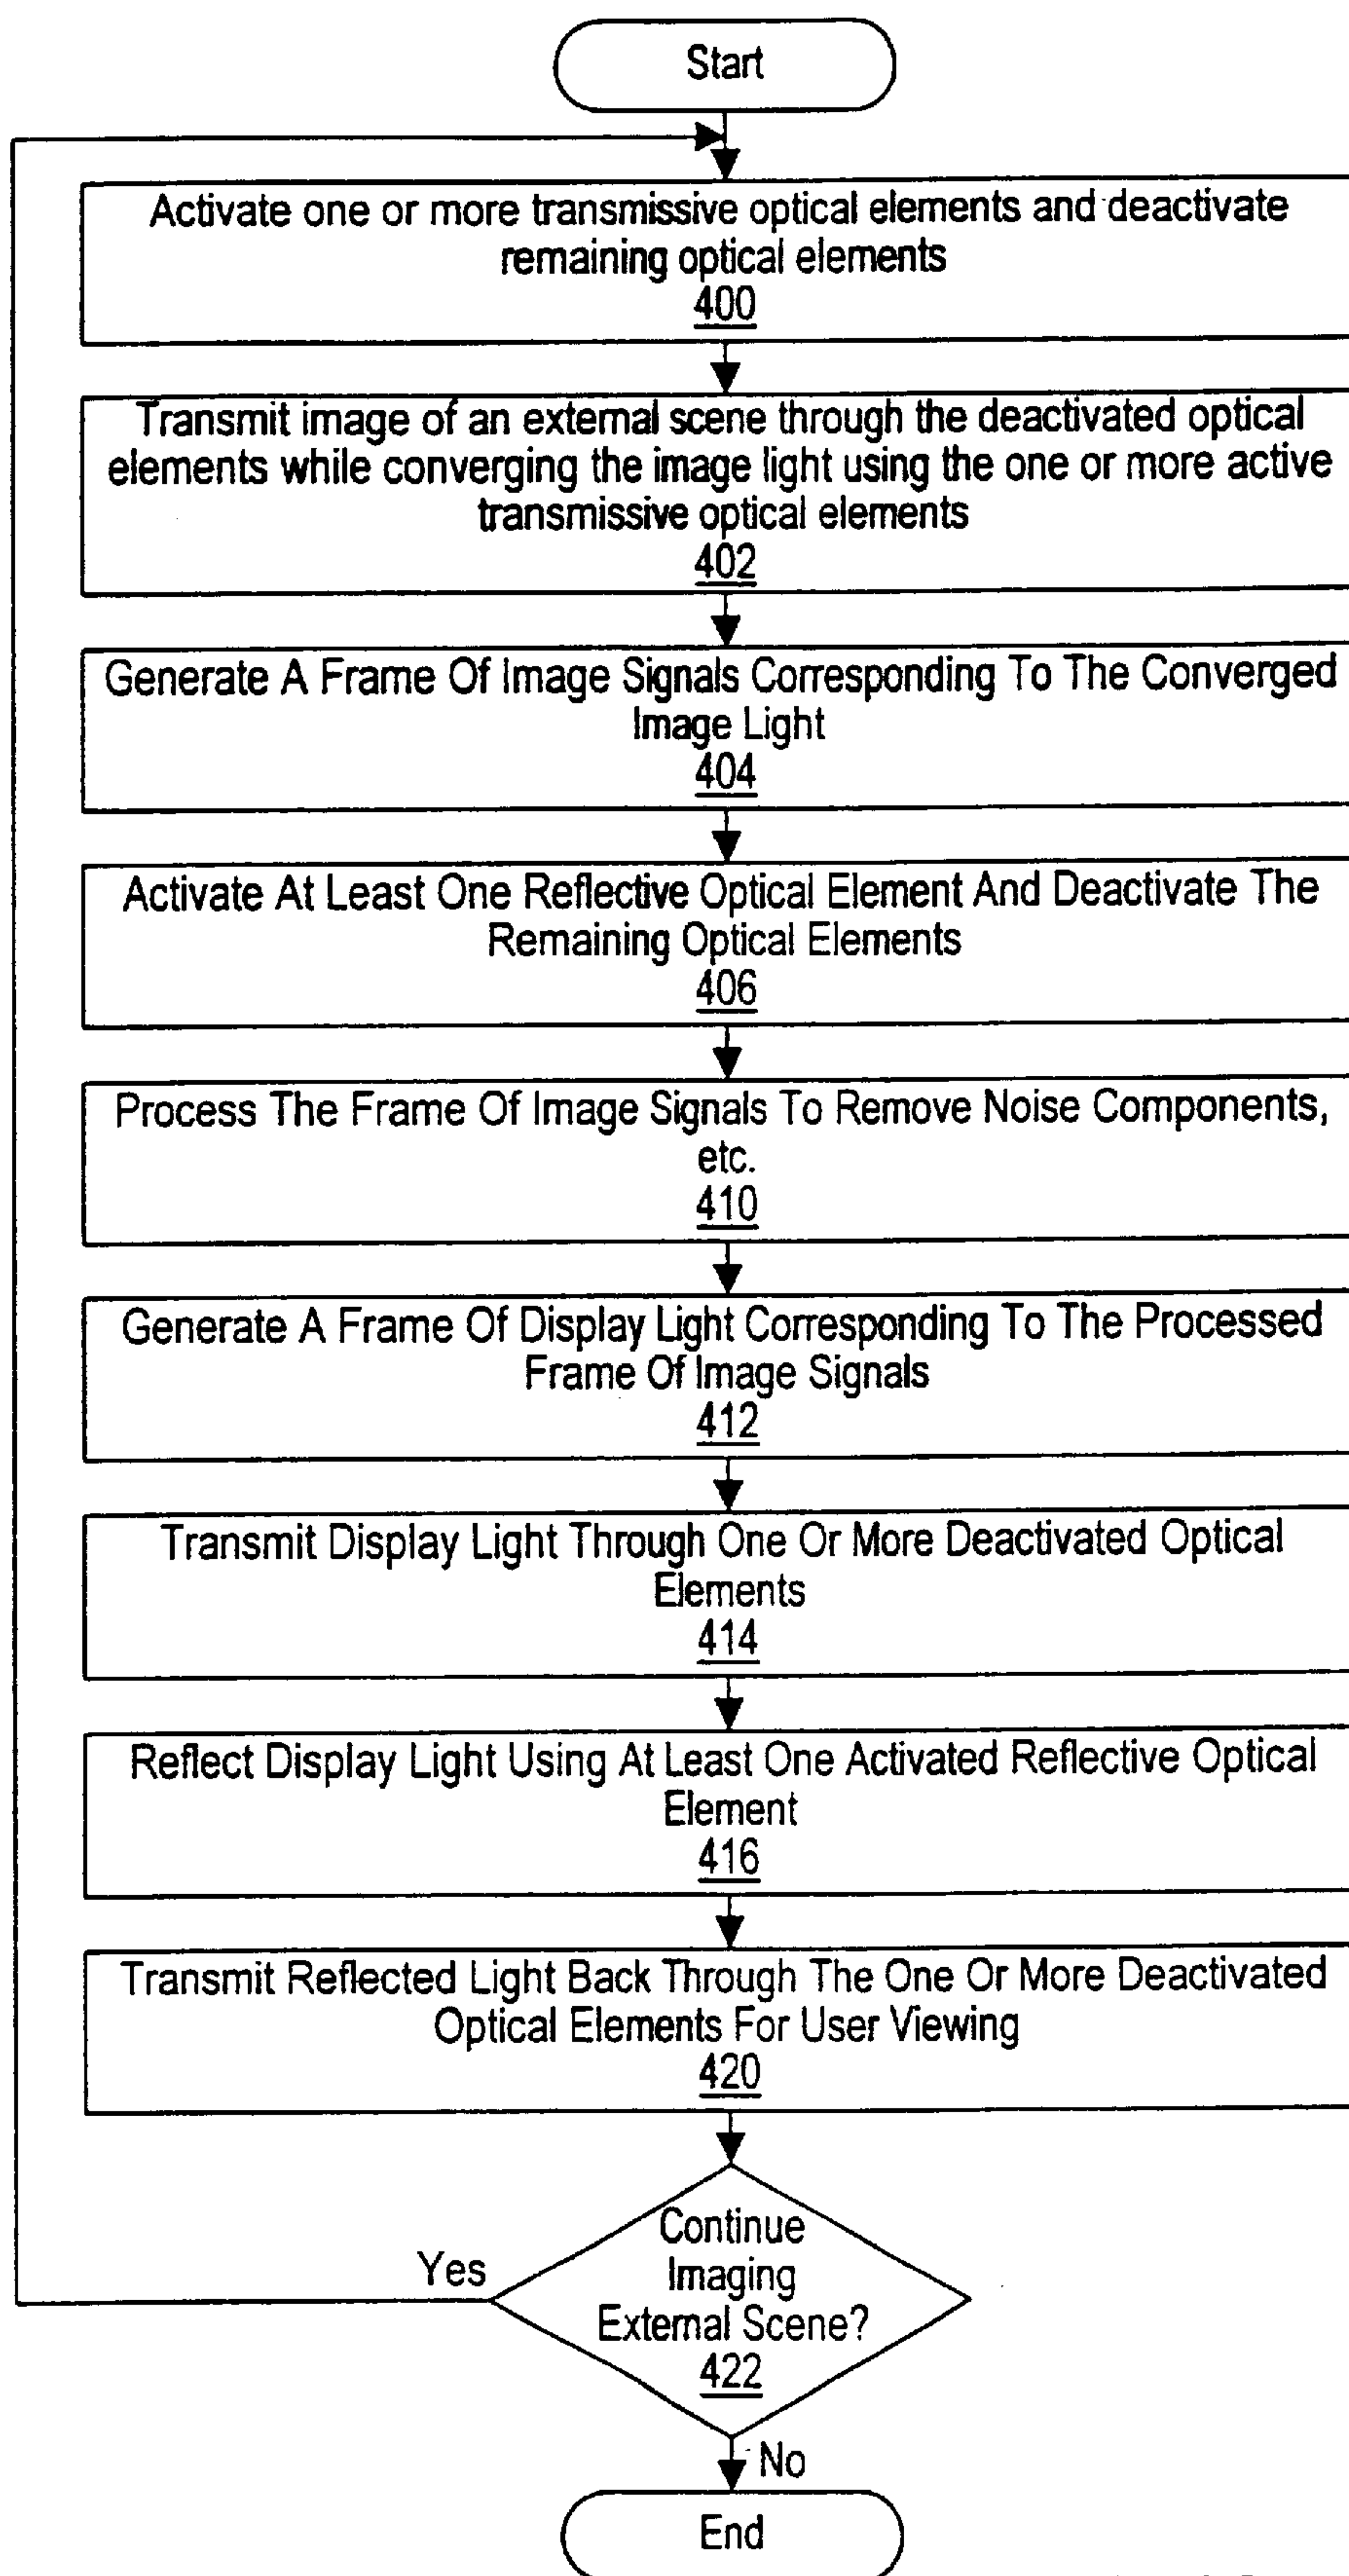 Start
Activate one or more transmissive optical elements and deactivate
remaining optical elements
400
Transmit image of an external scene through the deactivated optical
elements while converging the image light using the one or more active
transmissive optical elements
402
Generate A Frame Of Image Signals Corresponding To The Converged
Image Light
404
Activate At Least One Reflective Optical Element And Deactivate The
Remaining Optical Elements
406
Process The Frame Of Image Signals To Remove Noise Components,
etc.
410
Generate A Frame Of Display Light Corresponding To The Processed
Frame Of Image Signals
412
Transmit Display Light Through One Or More Deactivated Optical
Elements
414
Reflect Display Light Using At Least One Activated Reflective Optical
Element
416
Transmit Reflected Light Back Through The One Or More Deactivated
Optical Elements For User Viewing
420
Continue
Imaging
External Scene?
422
Yes
No
End